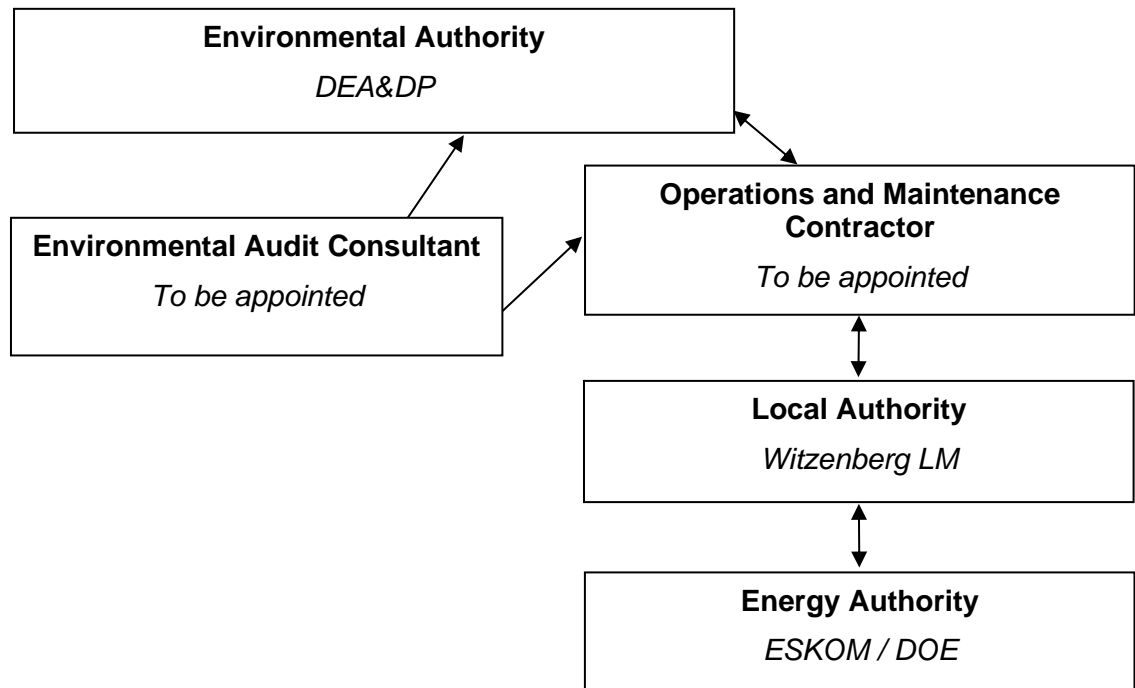 Environmental Authority
DEA&DP
Environmental Audit Consultant
To be appointed
Operations and Maintenance
Contractor
To be appointed
Local Authority
Witzenberg LM
Energy Authority
ESKOM / DOE